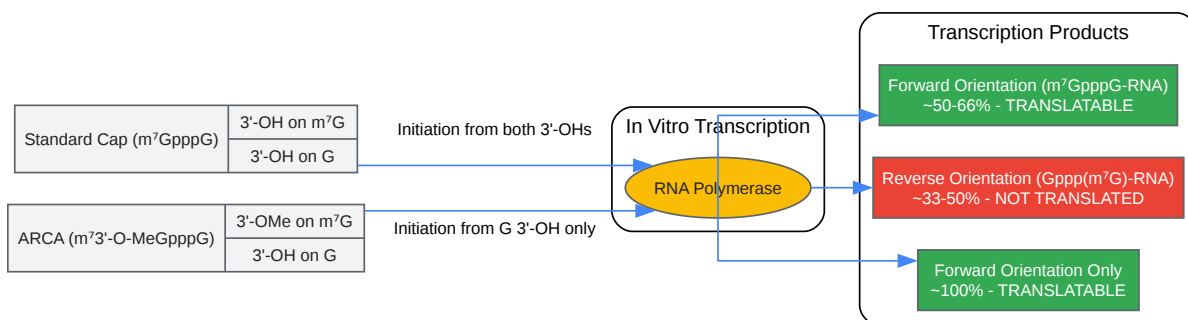 Transcription Products
Forward Orientation (m⁷GpppG-RNA)
~50-66% - TRANSLATABLE
Standard Cap (m⁷GpppG)
3'-OH on m⁷G
3'-OH on G
Initiation from both 3'-OHs
In Vitro Transcription
RNA Polymerase
Reverse Orientation (Gppp(m⁷G)-RNA)
~33-50% - NOT TRANSLATED
ARCA (m⁷3'-O-MeGpppG)
3'-OMe on m⁷G
3'-OH on G
Initiation from G 3'-OH only
Forward Orientation Only
~100% - TRANSLATABLE